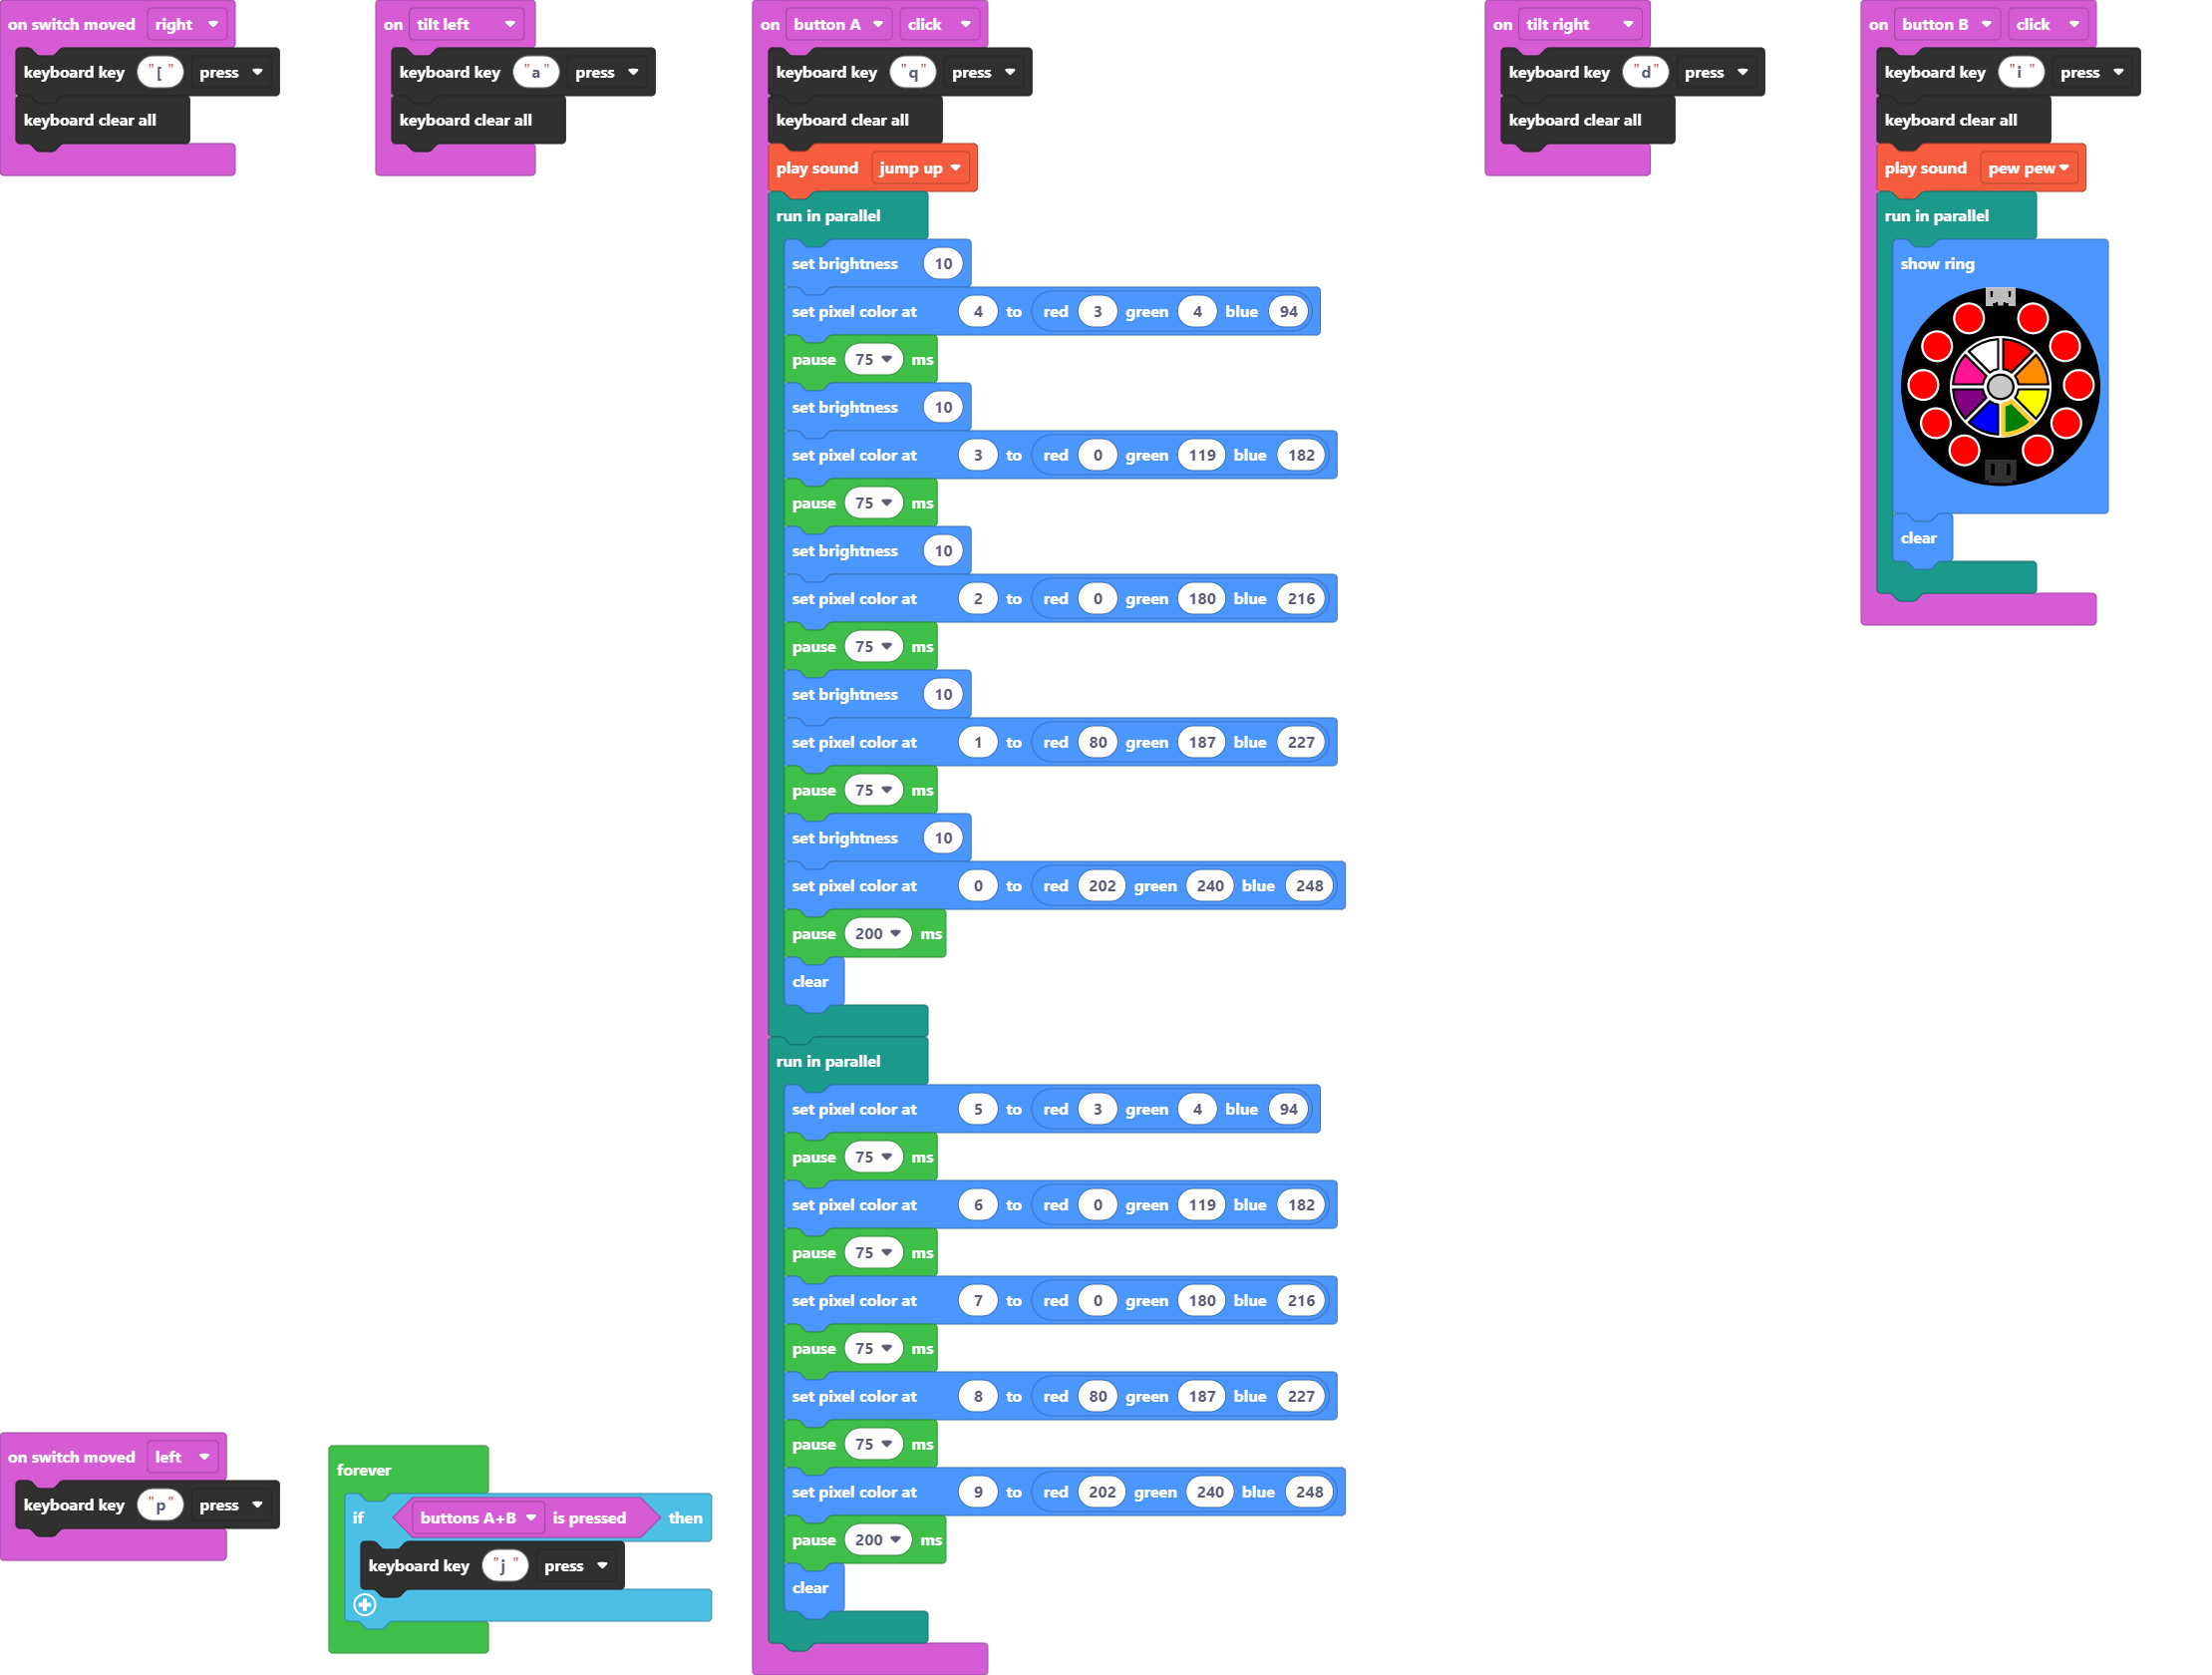 on switch moved right
keyboard key "[" press
keyboard clear all
on tilt left
keyboard key "a" press
keyboard clear all
on button A click
keyboard key "q" press
keyboard clear all
play sound jump up
run in parallel
set brightness 10
set pixel color at 4 to red 3 green 4 blue 94
pause 75 ms
set brightness 10
set pixel color at 3 to red 0 green 119 blue 182
pause 75 ms
set brightness 10
set pixel color at 2 to red 0 green 180 blue 216
pause 75 ms
set brightness 10
set pixel color at 1 to red 80 green 187 blue 227
pause 75 ms
set brightness 10
set pixel color at 0 to red 202 green 240 blue 248
pause 200 ms
clear
run in parallel
set pixel color at 5 to red 3 green 4 blue 94
pause 75 ms
set pixel color at 6 to red 0 green 119 blue 182
pause 75 ms
set pixel color at 7 to red 0 green 180 blue 216
pause 75 ms
set pixel color at 8 to red 80 green 187 blue 227
pause 75 ms
set pixel color at 9 to red 202 green 240 blue 248
pause 200 ms
clear
on tilt right
keyboard key "d" press
keyboard clear all
on button B click
keyboard key "i" press
keyboard clear all
play sound pew pew
run in parallel
show ring
clear
on switch moved left
keyboard key "p" press
forever
if buttons A+B is pressed then
keyboard key "j" press